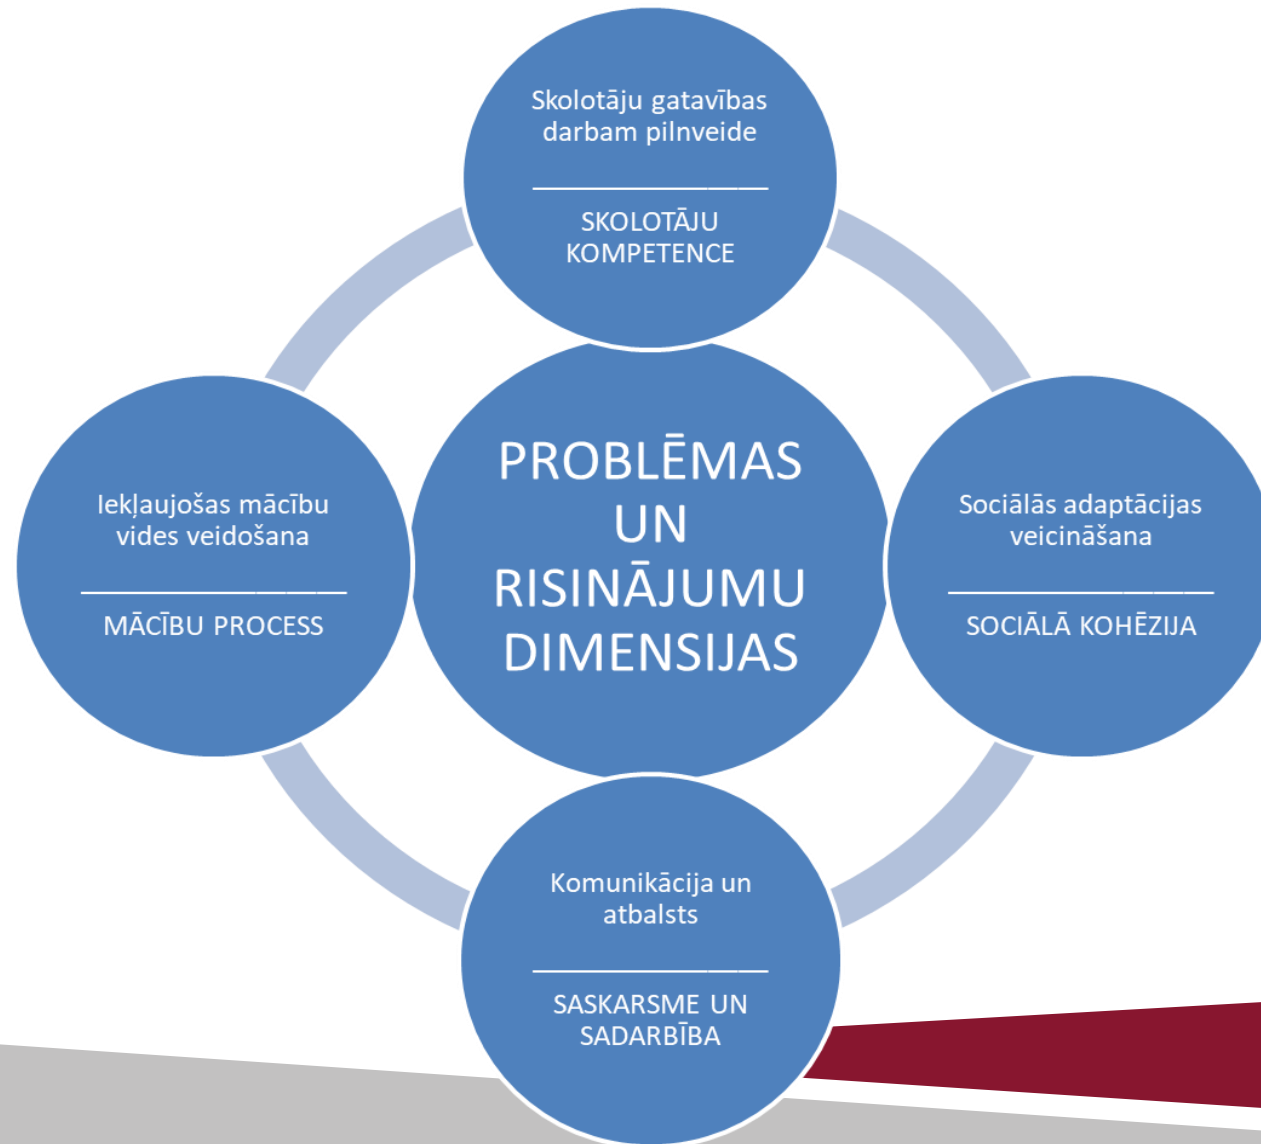 Skolotāju gatavības
darbam pilnveide
SKOLOTĀJU
KOMPETENCE
Iekļaujošas mācību
vides veidošana
MĀCĪBU PROCESS
PROBLĒMAS
UN
RISINĀJUMU
DIMENSIJAS
Sociālās adaptācijas
veicināšana
SOCIĀLĀ KOHĒZIJA
Komunikācija un
atbalsts
SASKARSME UN
SADARBĪBA